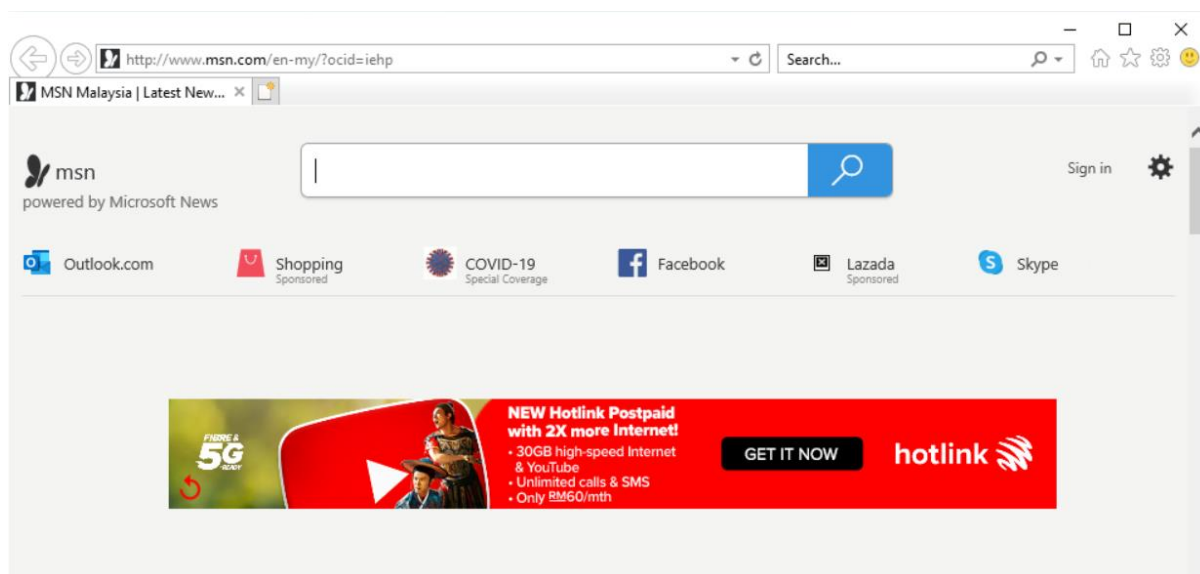 http://www.msn.com/en-my/?ocid=iehp
Search...
MSN Malaysia | Latest New...
msn
powered by Microsoft News
Sign in
Outlook.com
Shopping
Sponsored
COVID-19
Special Coverage
Facebook
Lazada
Sponsored
Skype
5G
NEW Hotlink Postpaid
with 2X more Internet!
• 30GB high-speed Internet
& YouTube
• Unlimited calls & SMS
• Only RM60/mth
GET IT NOW
hotlink